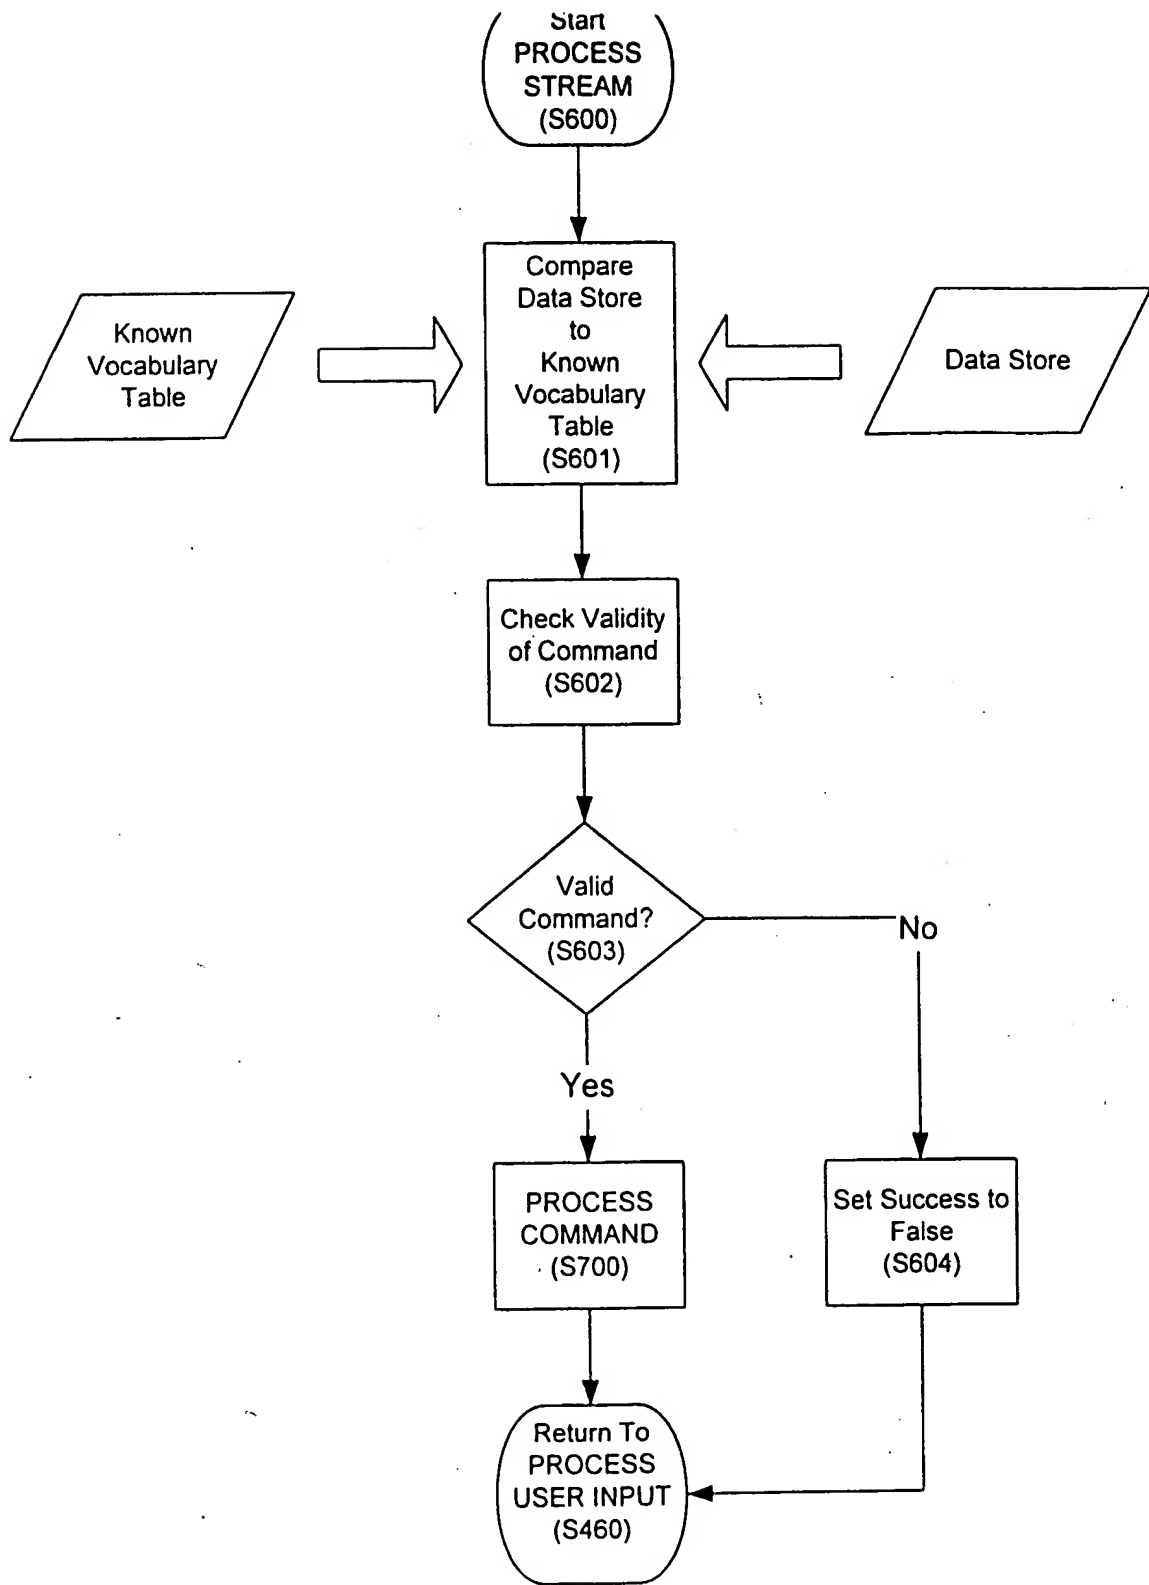 Start
PROCESS
STREAM
(S600)
Compare
Data Store
to
Known
Vocabulary
Table
(S601)
Known
Vocabulary
Table
Data Store
Check Validity
of Command
(S602)
Valid
Command?
(S603)
No
Yes
PROCESS
COMMAND
(S700)
Set Success to
False
(S604)
Return To
PROCESS
USER INPUT
(S460)